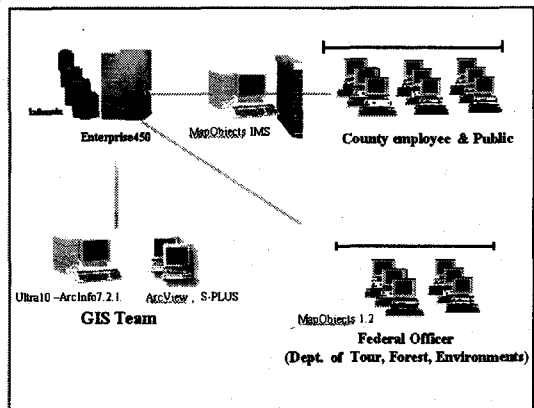 Informix
Enterprise450
MapObjects IMS
County employee & Public
Ultra10 –ArcInfo7.2.1.
ArcView , S-PLUS
GIS Team
MapObjects 1.2
Federal Officer
(Dept. of Tour, Forest, Environments)